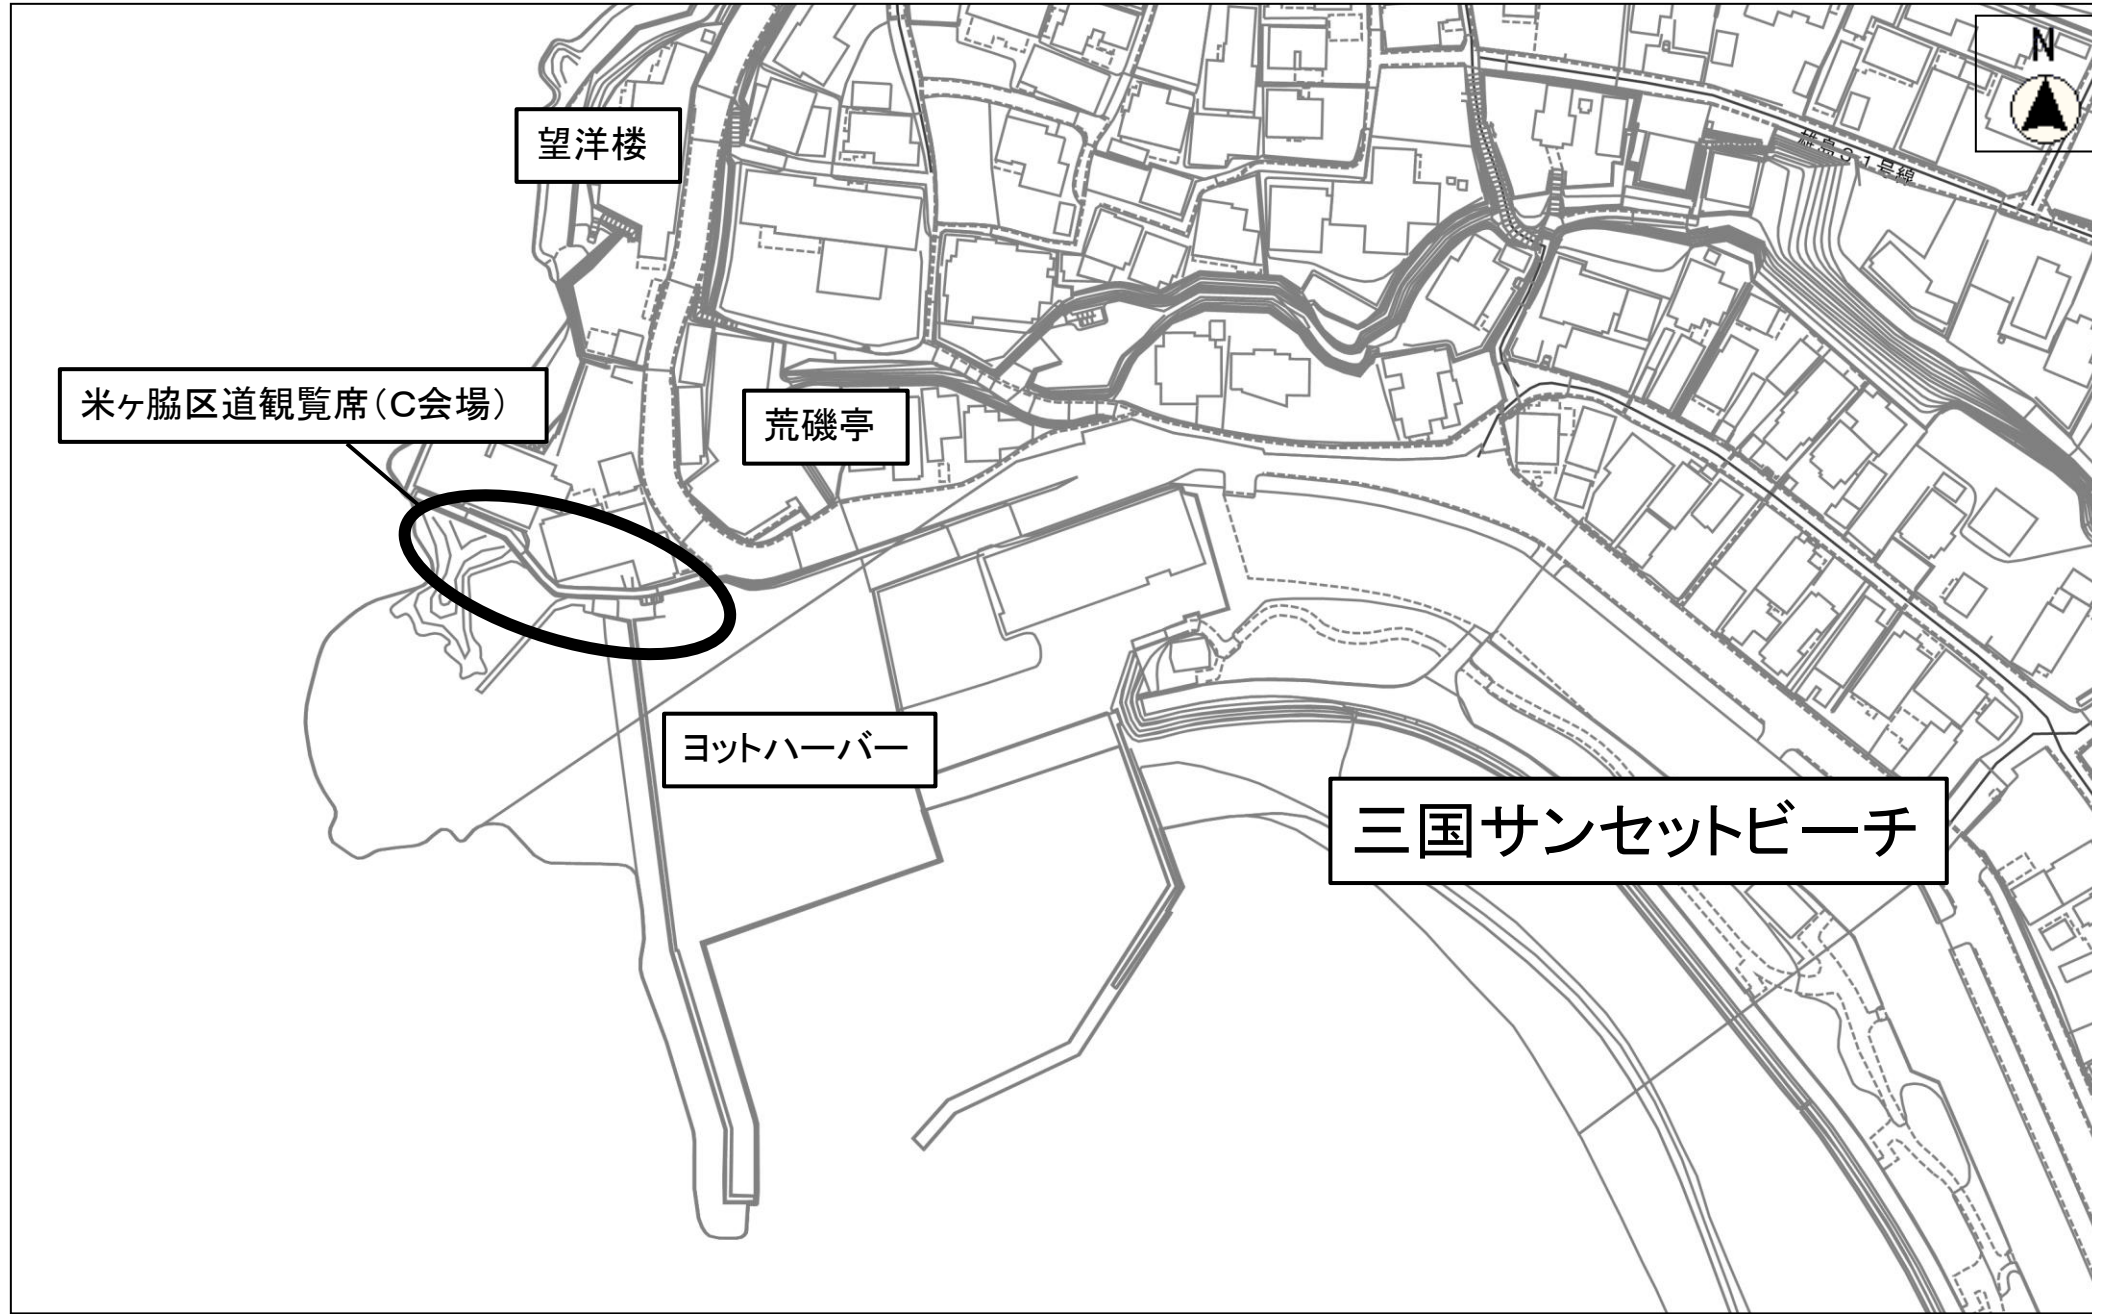 N
望洋楼
米ヶ脇区道観覧席(C会場)
荒磯亭
ヨットハーバー
三国サンセットビーチ